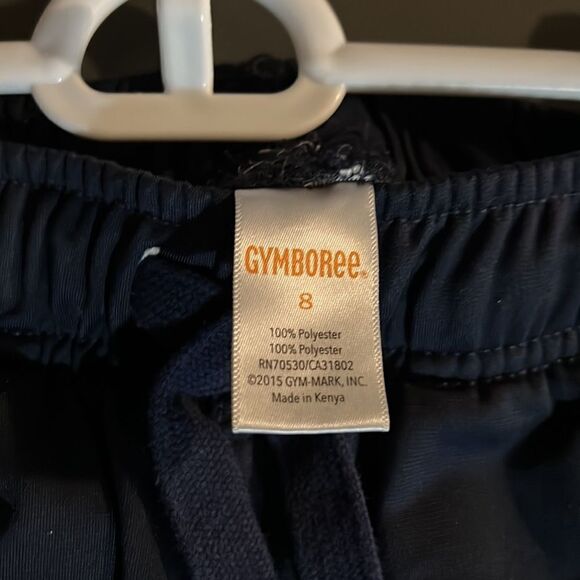 GYMBORee.
8
100% Polyester
100% Polyester
RN70530/CA31802
©2015 GYM-MARK, INC.
Made in Kenya